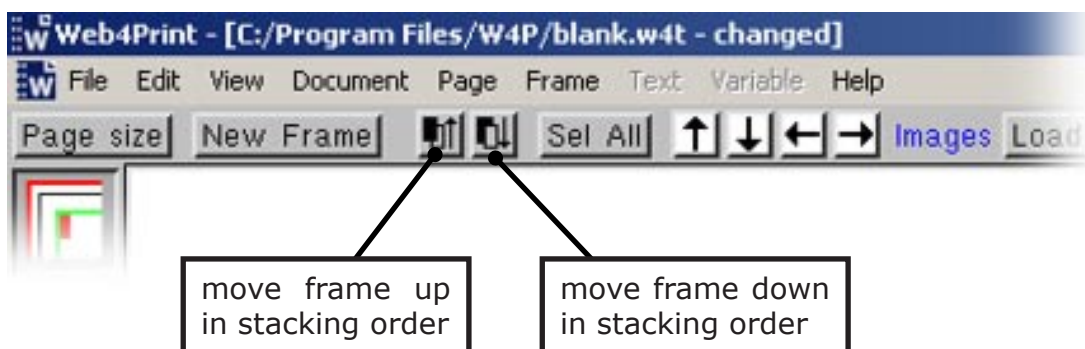 Web4Print - [C:/Program Files/W4P/blank.w4t - changed]
File Edit View Document Page Frame Text Variable Help
Page size New Frame Sel All Images Load
move frame up
in stacking order
move frame down
in stacking order